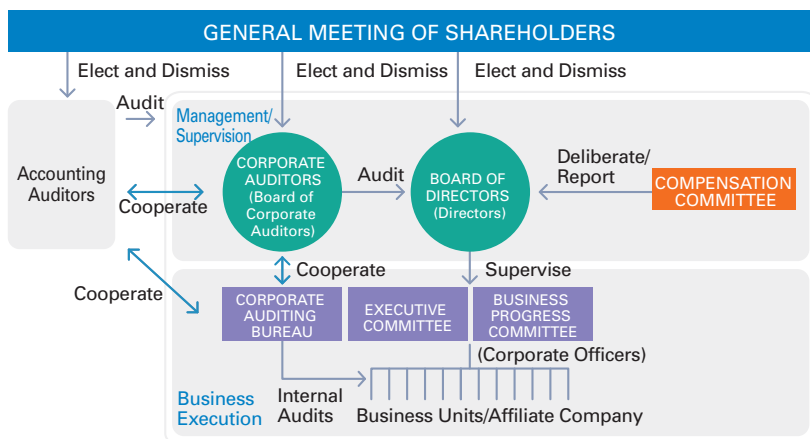 GENERAL MEETING OF SHAREHOLDERS
Elect and Dismiss
Elect and Dismiss
Elect and Dismiss
Audit
Management/
Supervision
Accounting
Auditors
CORPORATE
AUDITORS
(Board of
Corporate
Auditors)
Audit
BOARD OF
DIRECTORS
(Directors)
Deliberate/
Report
COMPENSATION
COMMITTEE
Cooperate
Cooperate
Cooperate
Supervise
CORPORATE
AUDITING
BUREAU
EXECUTIVE
COMMITTEE
BUSINESS
PROGRESS
COMMITTEE
(Corporate Officers)
Business
Execution
Internal
Audits
Business Units/Affiliate Company